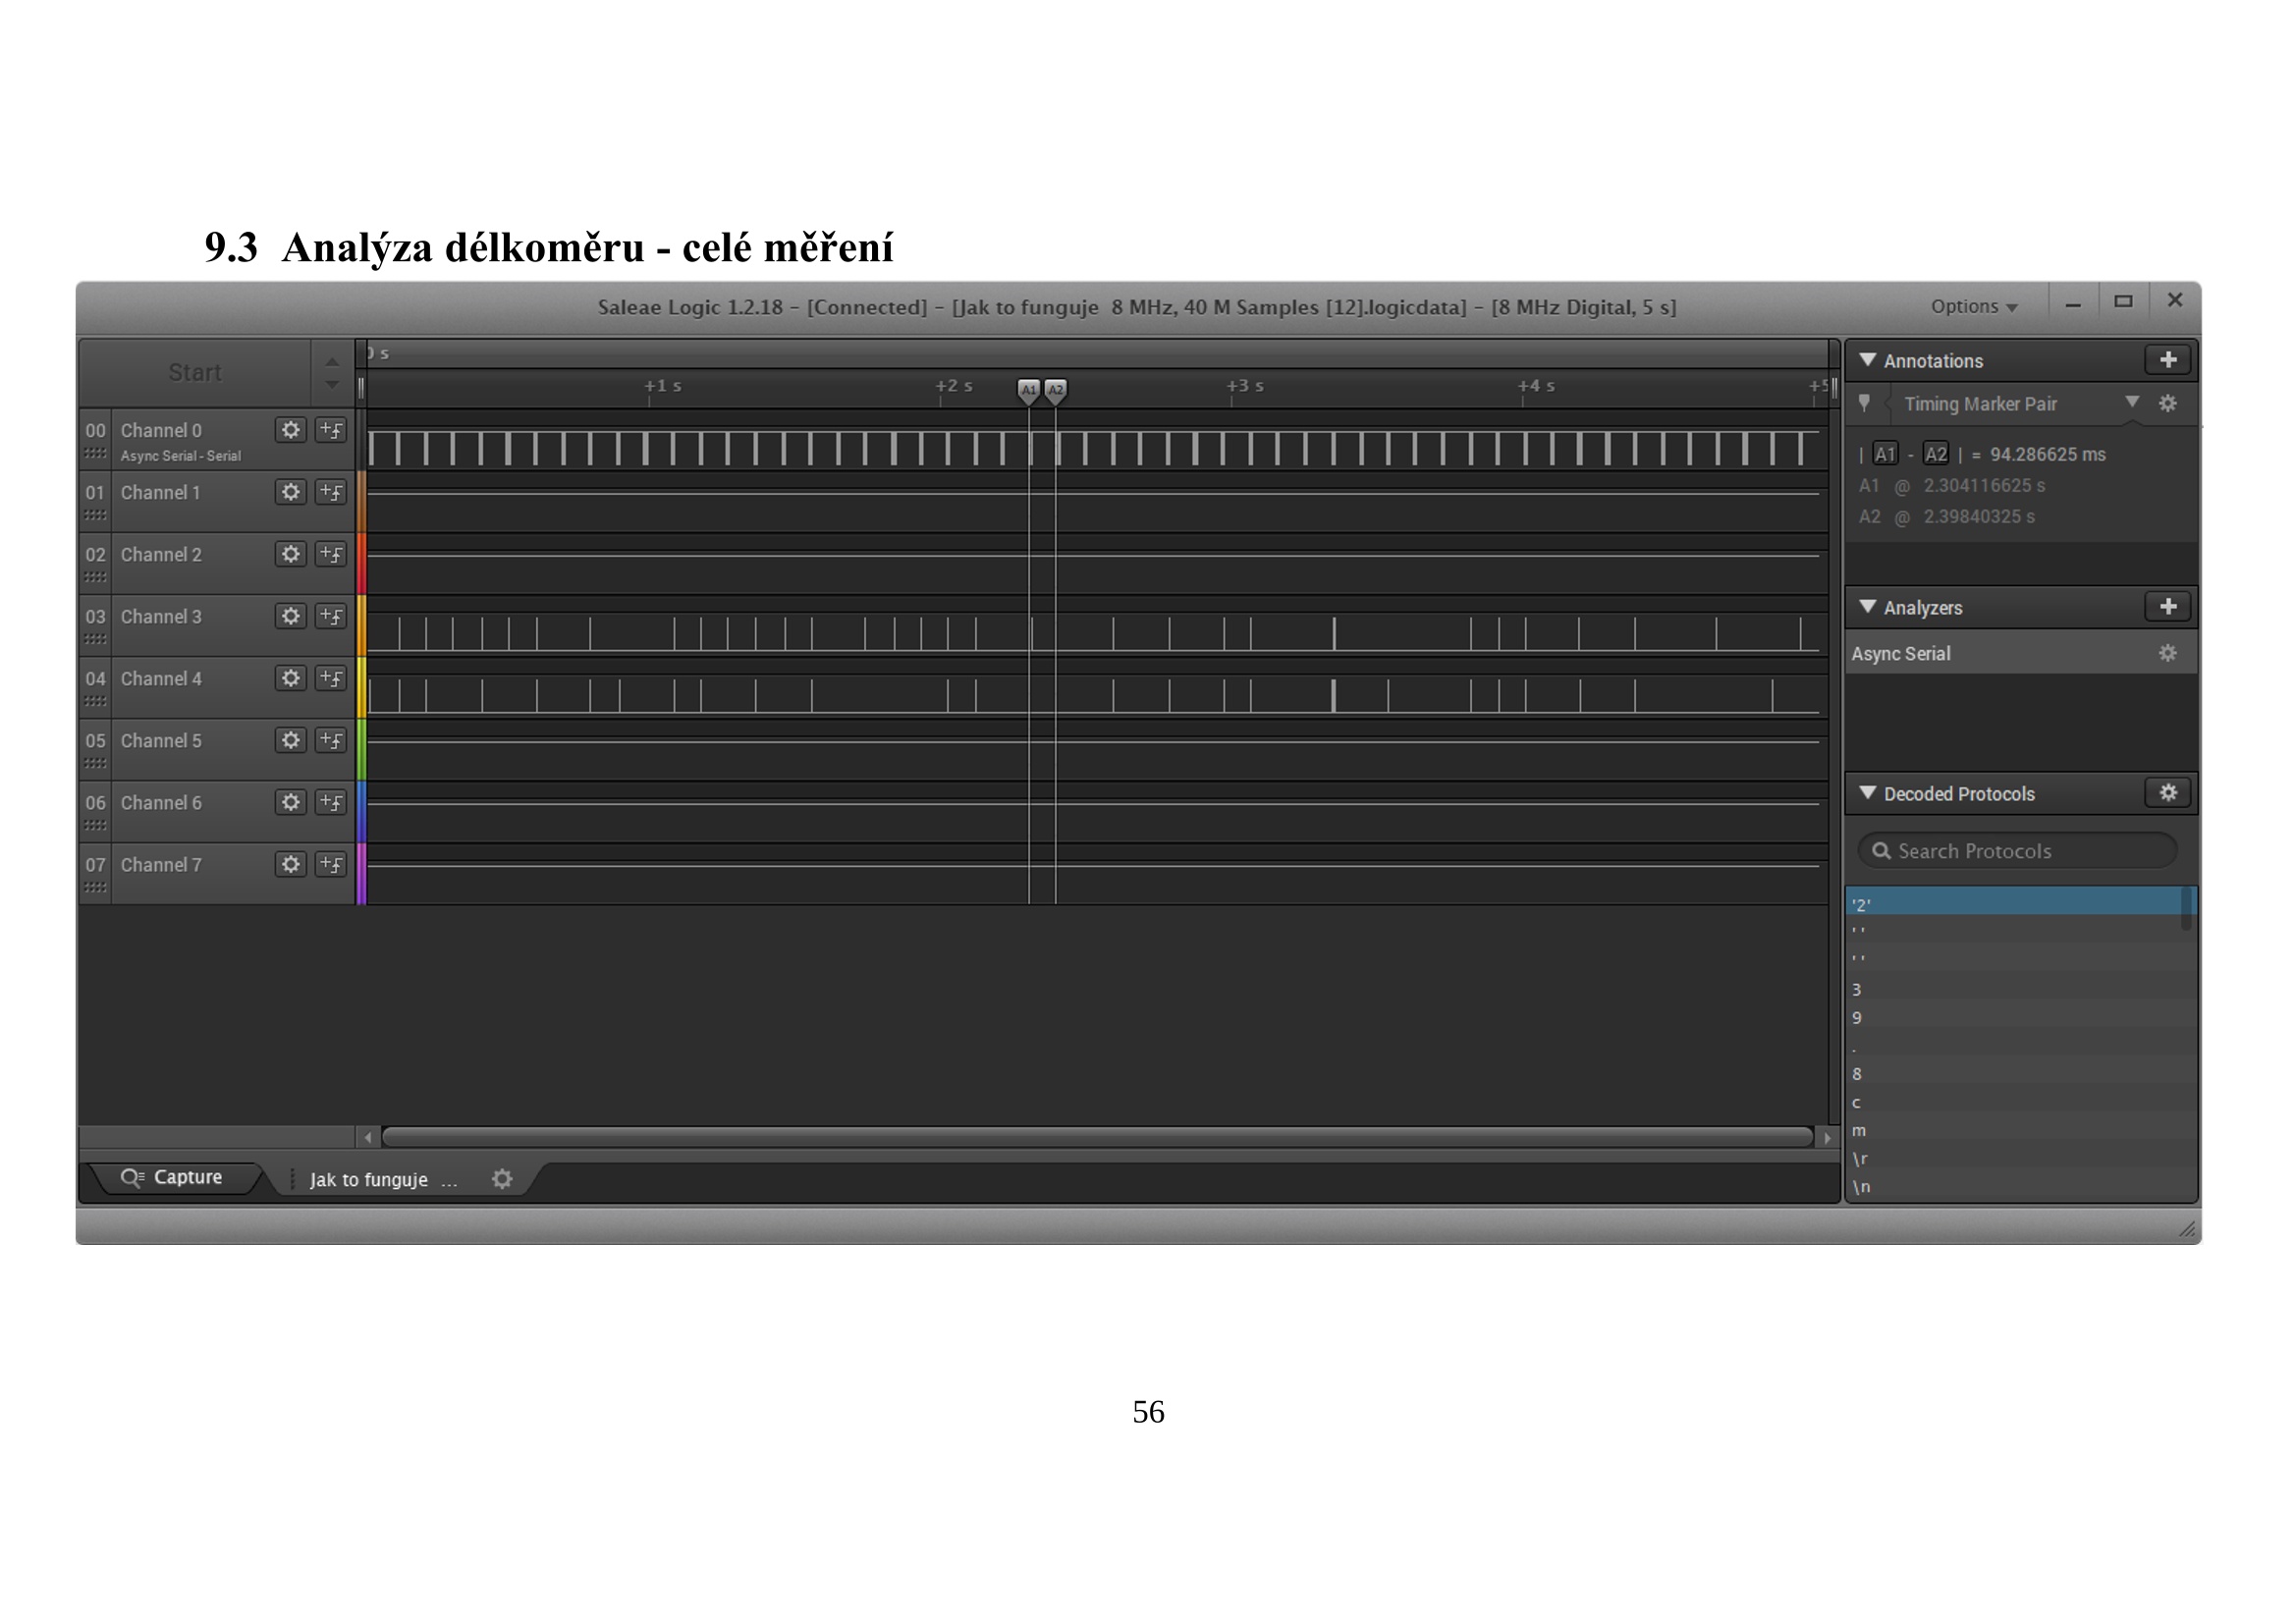 9.3 Analýza délkoměru - celé měření
Saleae Logic 1.2.18 - [Connected] - [Jak to funguje 8 MHz, 40 M Samples [12].logicdata] - [8 MHz Digital, 5 s]
Options
Start
0 s
+1 s
+2 s
A1
A2
+3 s
+4 s
+5
00 Channel 0
Async Serial - Serial
01 Channel 1
02 Channel 2
03 Channel 3
04 Channel 4
05 Channel 5
06 Channel 6
07 Channel 7
Capture
Jak to funguje ...
Annotations
Timing Marker Pair
| A1 - A2 | = 94.286625 ms
A1 @ 2.304116625 s
A2 @ 2.39840325 s
Analyzers
Async Serial
Decoded Protocols
Search Protocols
'2'
' '
' '
3
9
.
8
c
m
\r
\n
56